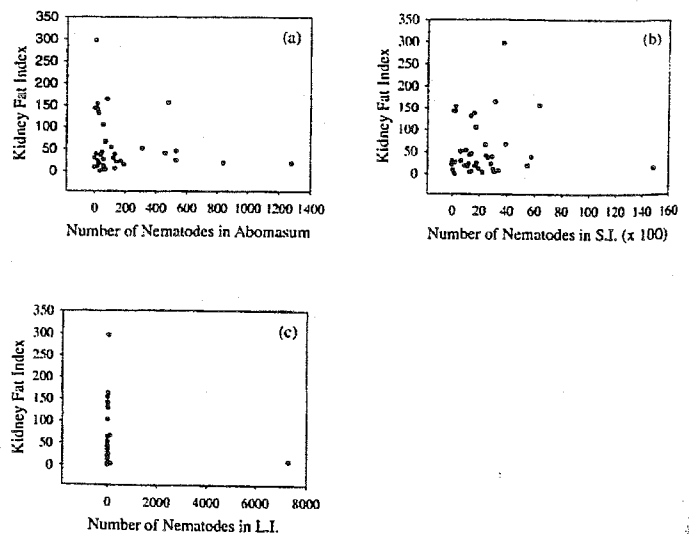 350
300
250
200
150
100
50
0
Kidney Fat Index
(a)
0 200 400 600 800 1000 1200 1400
Number of Nematodes in Abomasum
350
300
250
200
150
100
50
0
Kidney Fat Index
(b)
0 20 40 60 80 100 120 140 160
Number of Nematodes in S.I. (x 100)
350
300
250
200
150
100
50
0
Kidney Fat Index
(c)
0 2000 4000 6000 8000
Number of Nematodes in L.I.